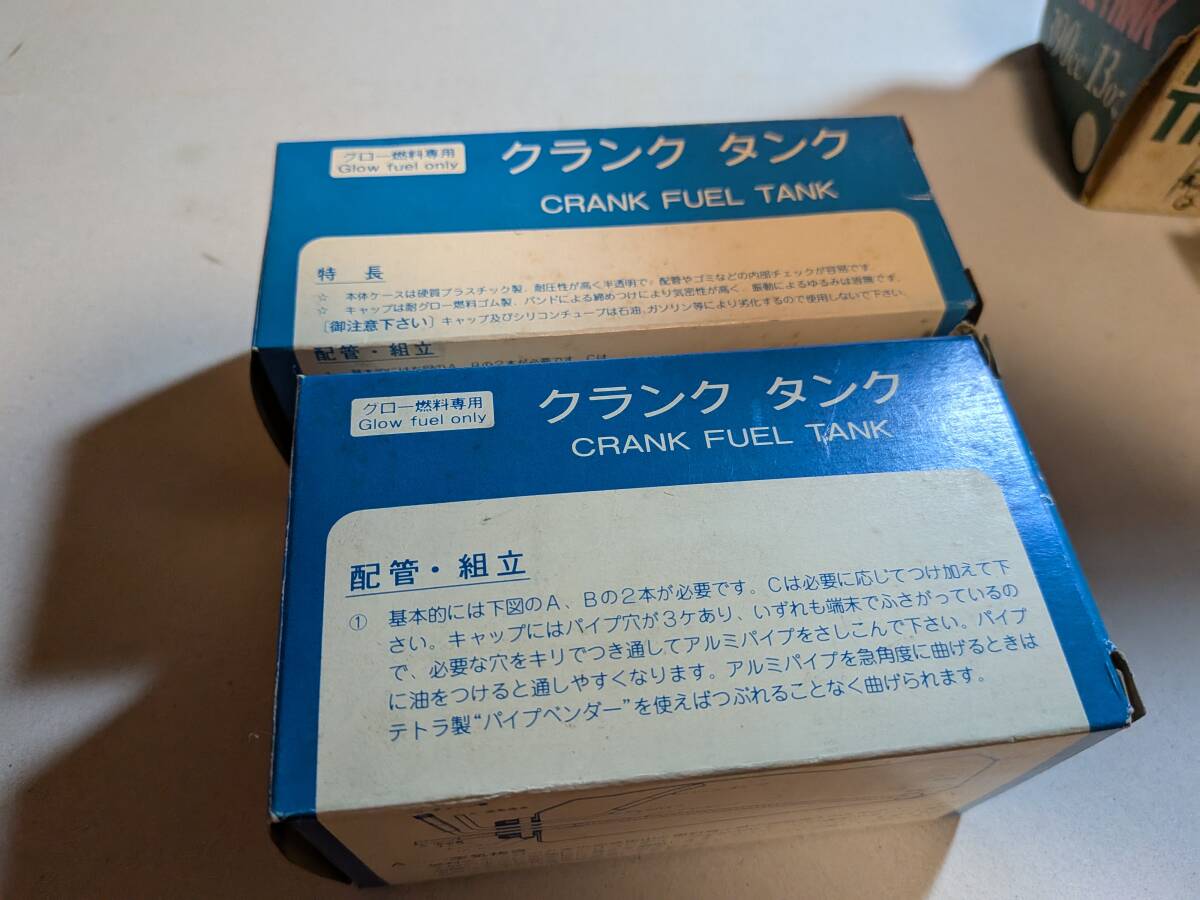 グロー燃料専用
Glow fuel only
クランク タンク
CRANK FUEL TANK
特 長
☆ 本体ケースは硬質プラスチック製、耐圧性が高く半透明で、配管やゴミなどの内部チェックが容易です。
☆ キャップは耐グロー燃料ゴム製、バンドによる締めつけにより気密性が高く、振動によるゆるみは皆無です。
〔御注意下さい〕キャップ及びシリコンチューブは石油、ガソリン等により劣化するので使用しないで下さい。
配管・組立
グロー燃料専用
Glow fuel only
クランク タンク
CRANK FUEL TANK
配管・組立
① 基本的には下図のA、Bの2本が必要です。Cは必要に応じてつけ加えて下
さい。キャップにはパイプ穴が3ケあり、いずれも端末でふさがっているの
で、必要な穴をキリでつき通してアルミパイプをさしこんで下さい。パイプ
に油をつけると通しやすくなります。アルミパイプを急角度に曲げるときは
テトラ製“パイプベンダー”を使えばつぶれることなく曲げられます。
TANK
13oz